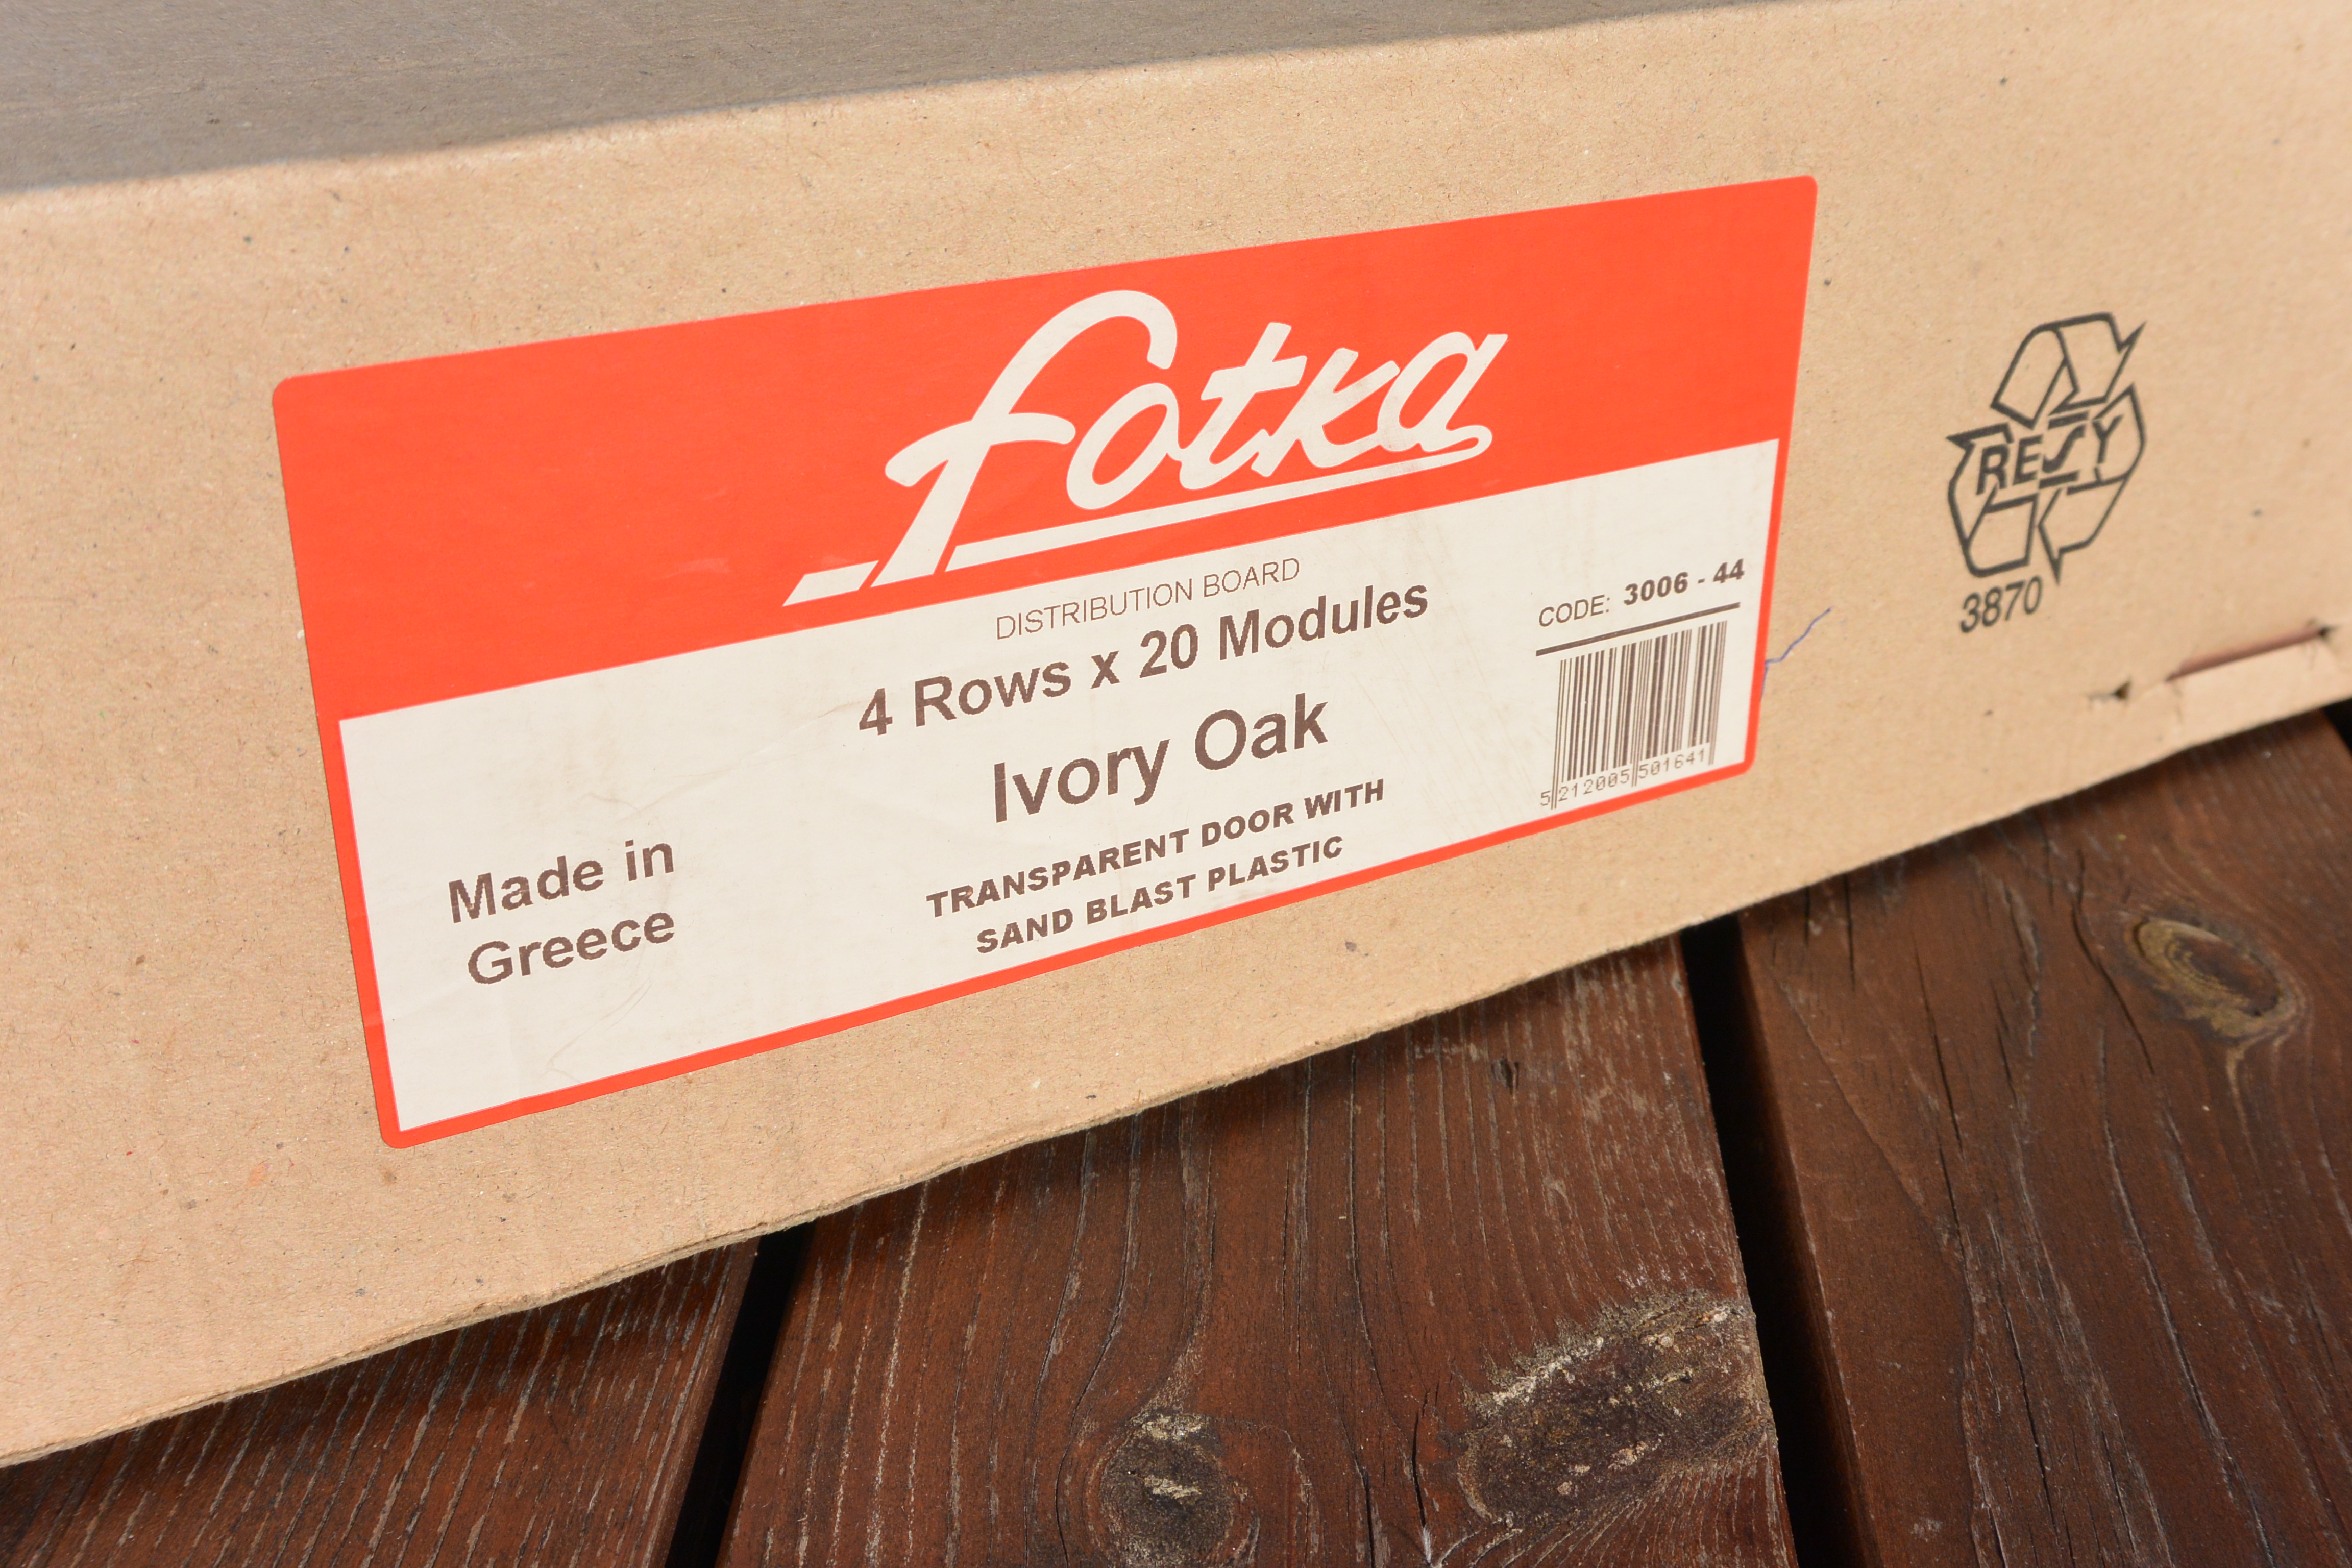 fotka
DISTRIBUTION BOARD
4 Rows x 20 Modules
Ivory Oak
TRANSPARENT DOOR WITH
SAND BLAST PLASTIC
Made in
Greece
CODE: 3006 - 44
5 212005 501641
RESY
3870